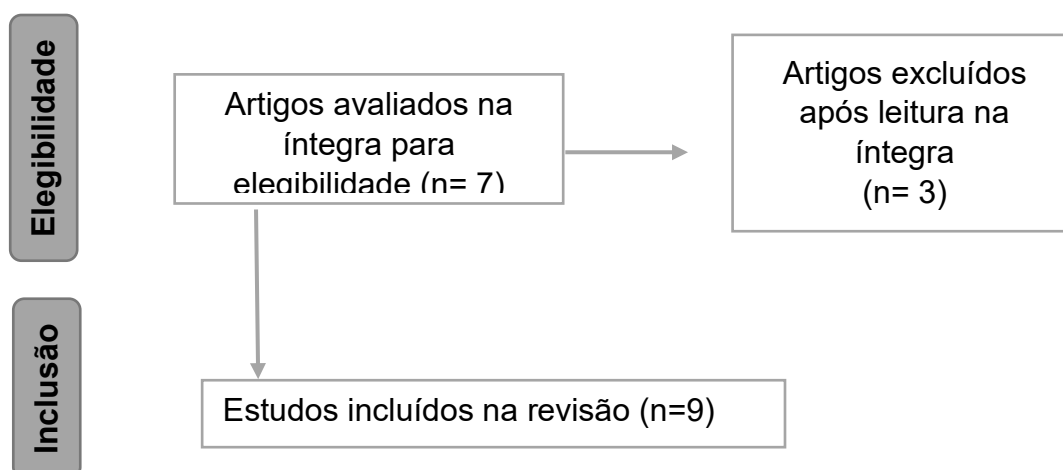 Elegibilidade
Artigos avaliados na
íntegra para
elegibilidade (n= 7)
Artigos excluídos
após leitura na
íntegra
(n= 3)
Inclusão
Estudos incluídos na revisão (n=9)